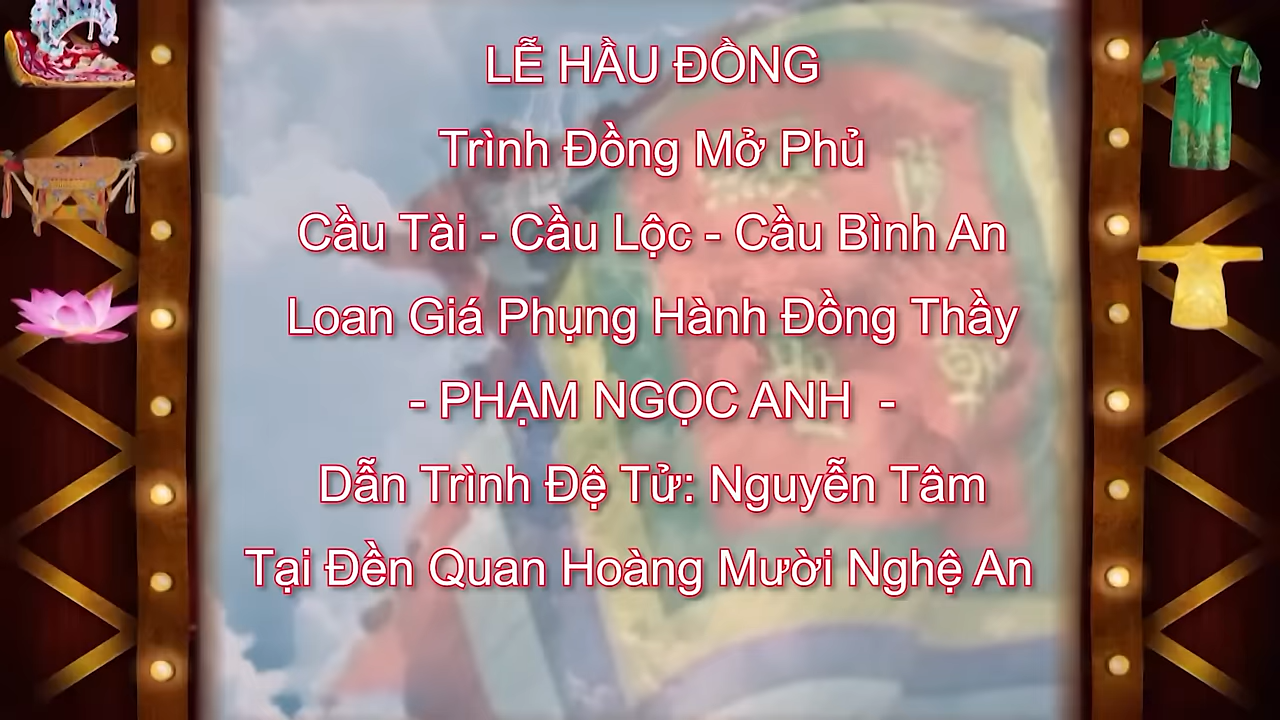 LỄ HẦU ĐỒNG
Trình Đồng Mở Phủ
Cầu Tài - Cầu Lộc - Cầu Bình An
Loan Giá Phụng Hành Đồng Thầy
- PHẠM NGỌC ANH -
Dẫn Trình Đệ Tử: Nguyễn Tâm
Tại Đền Quan Hoàng Mười Nghệ An